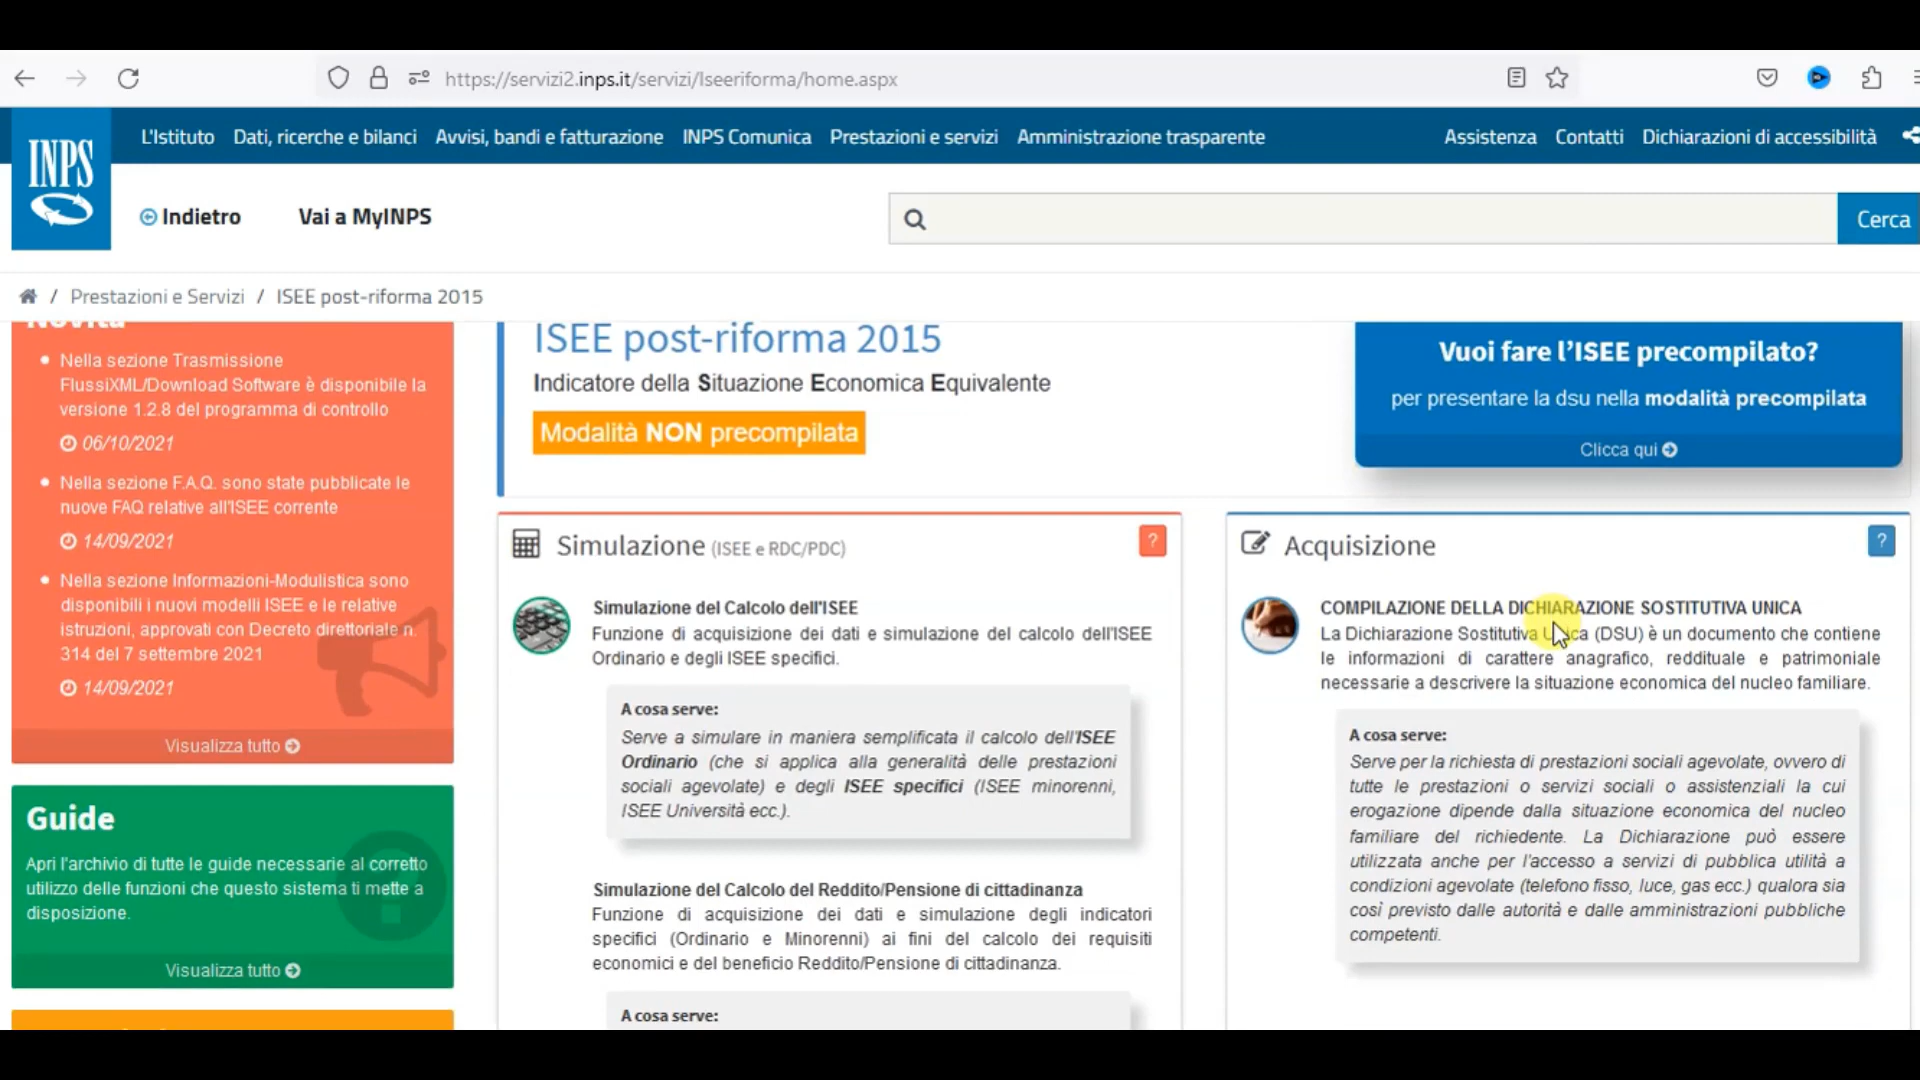 https://servizi2.inps.it/servizi/Iseeriforma/home.aspx
INPS
L'Istituto Dati, ricerche e bilanci Avvisi, bandi e fatturazione INPS Comunica Prestazioni e servizi Amministrazione trasparente Assistenza Contatti Dichiarazioni di accessibilità
Indietro Vai a MyINPS Cerca
/ Prestazioni e Servizi / ISEE post-riforma 2015
Novità
Nella sezione Trasmissione
FlussiXML/Download Software è disponibile la
versione 1.2.8 del programma di controllo
06/10/2021
Nella sezione F.A.Q. sono state pubblicate le
nuove FAQ relative all'ISEE corrente
14/09/2021
Nella sezione Informazioni-Modulistica sono
disponibili i nuovi modelli ISEE e le relative
istruzioni, approvati con Decreto direttoriale n.
314 del 7 settembre 2021
14/09/2021
Visualizza tutto
Guide
Apri l'archivio di tutte le guide necessarie al corretto
utilizzo delle funzioni che questo sistema ti mette a
disposizione.
Visualizza tutto
ISEE post-riforma 2015
Indicatore della Situazione Economica Equivalente
Modalità NON precompilata
Vuoi fare l'ISEE precompilato?
per presentare la dsu nella modalità precompilata
Clicca qui
Simulazione (ISEE e RDC/PDC) ?
Simulazione del Calcolo dell'ISEE
Funzione di acquisizione dei dati e simulazione del calcolo dell'ISEE
Ordinario e degli ISEE specifici.
A cosa serve:
Serve a simulare in maniera semplificata il calcolo dell'ISEE
Ordinario (che si applica alla generalità delle prestazioni
sociali agevolate) e degli ISEE specifici (ISEE minorenni,
ISEE Università ecc.).
Simulazione del Calcolo del Reddito/Pensione di cittadinanza
Funzione di acquisizione dei dati e simulazione degli indicatori
specifici (Ordinario e Minorenni) ai fini del calcolo dei requisiti
economici e del beneficio Reddito/Pensione di cittadinanza.
A cosa serve:
Acquisizione ?
COMPILAZIONE DELLA DICHIARAZIONE SOSTITUTIVA UNICA
La Dichiarazione Sostitutiva Unica (DSU) è un documento che contiene
le informazioni di carattere anagrafico, reddituale e patrimoniale
necessarie a descrivere la situazione economica del nucleo familiare.
A cosa serve:
Serve per la richiesta di prestazioni sociali agevolate, ovvero di
tutte le prestazioni o servizi sociali o assistenziali la cui
erogazione dipende dalla situazione economica del nucleo
familiare del richiedente. La Dichiarazione può essere
utilizzata anche per l'accesso a servizi di pubblica utilità a
condizioni agevolate (telefono fisso, luce, gas ecc.) qualora sia
così previsto dalle autorità e dalle amministrazioni pubbliche
competenti.